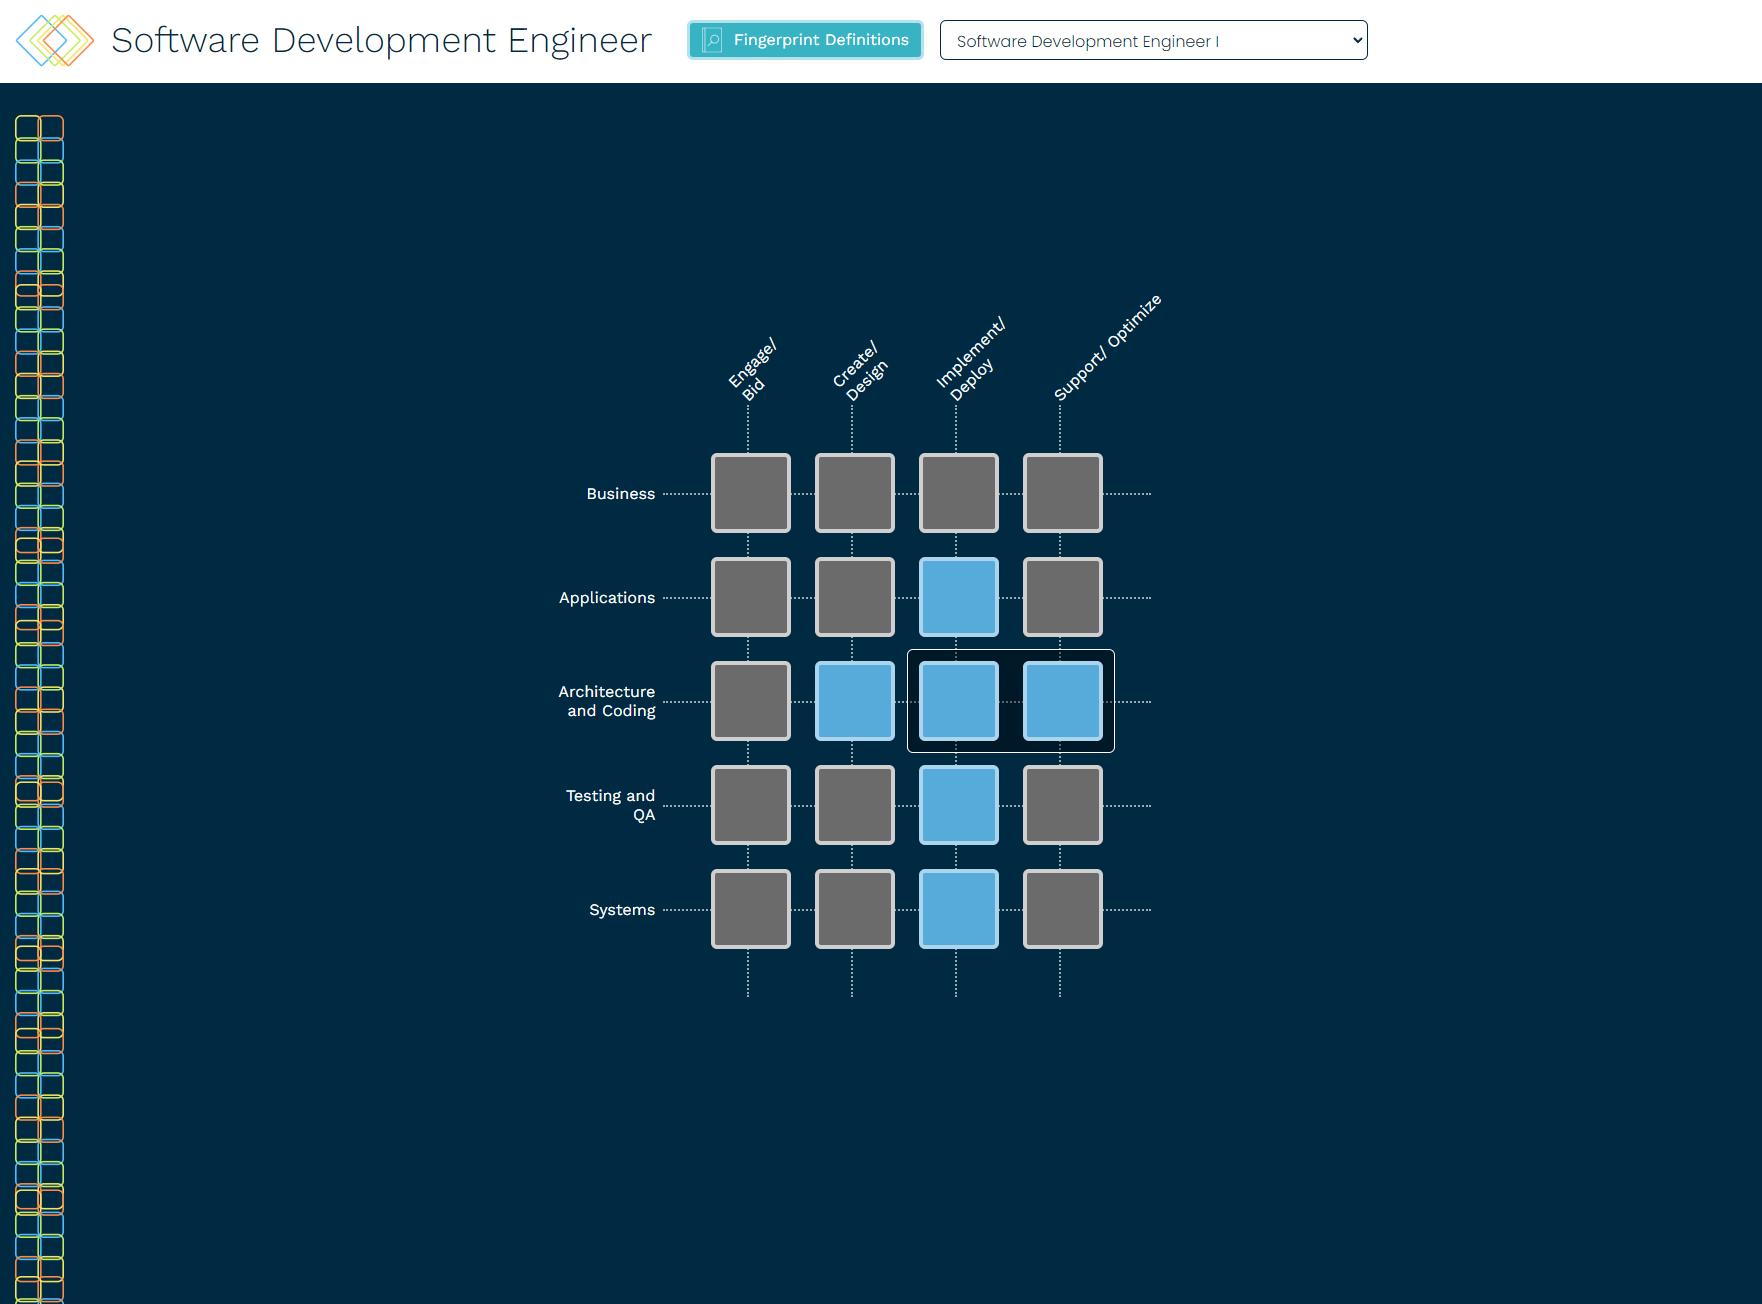 Software Development Engineer
Fingerprint Definitions
Software Development Engineer I
Engage/
Bid
Create/
Design
Implement/
Deploy
Support/ Optimize
Business
Applications
Architecture
and Coding
Testing and
QA
Systems